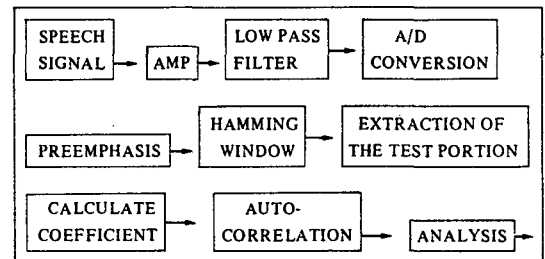 SPEECH
SIGNAL
AMP
LOW PASS
FILTER
A/D
CONVERSION
PREEMPHASIS
HAMMING
WINDOW
EXTRACTION OF
THE TEST PORTION
CALCULATE
COEFFICIENT
AUTO-
CORRELATION
ANALYSIS